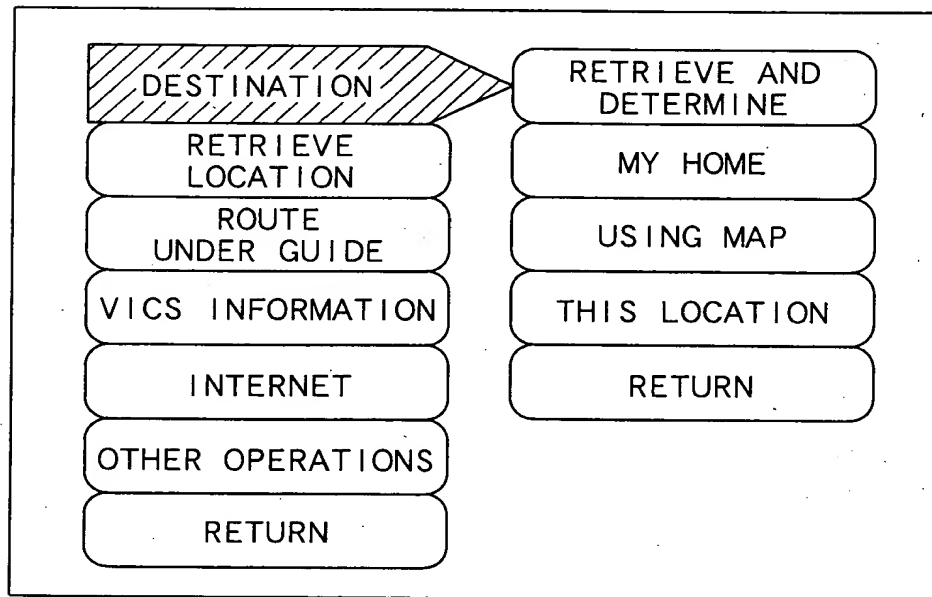 DESTINATION
RETRIEVE
LOCATION
ROUTE
UNDER GUIDE
VICS INFORMATION
INTERNET
OTHER OPERATIONS
RETURN
RETRIEVE AND
DETERMINE
MY HOME
USING MAP
THIS LOCATION
RETURN